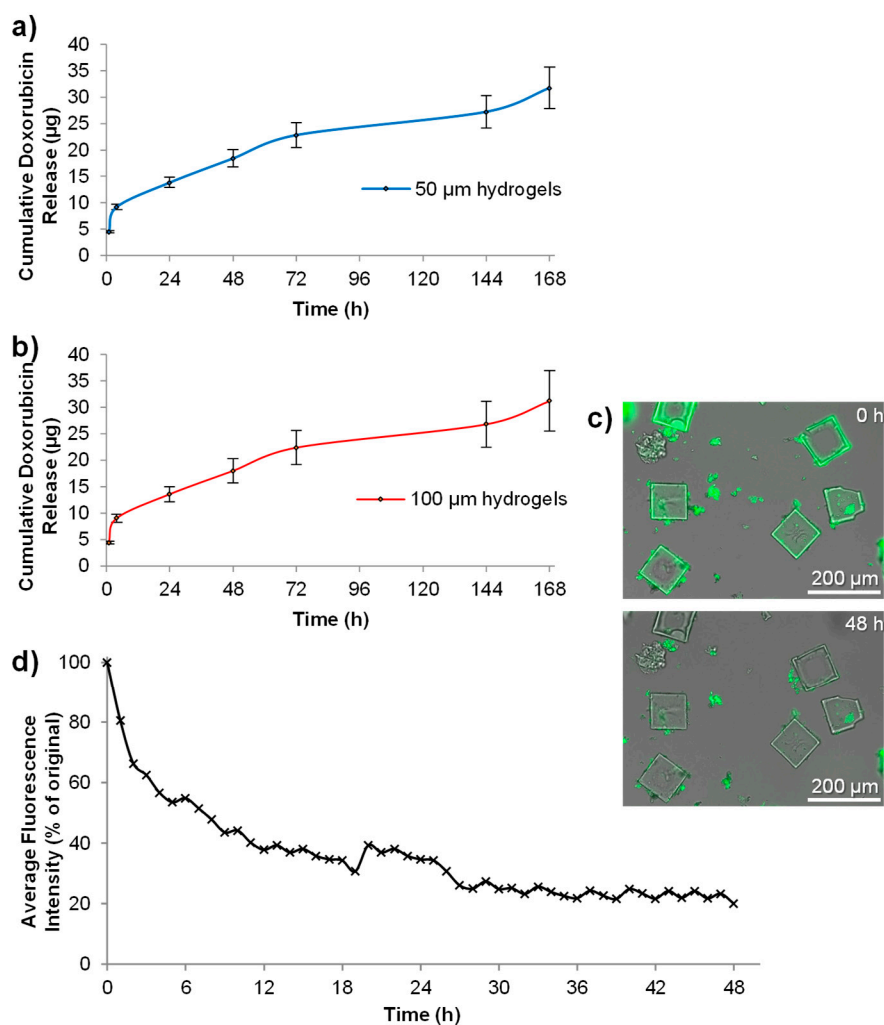 a)
40
35
30
25
20
15
10
5
0
Cumulative Doxorubicin
Release (µg)
50 µm hydrogels
0 24 48 72 96 120 144 168
Time (h)
b)
40
35
30
25
20
15
10
5
0
Cumulative Doxorubicin
Release (µg)
100 µm hydrogels
0 24 48 72 96 120 144 168
Time (h)
c)
0 h
200 µm
48 h
200 µm
d)
100
80
60
40
20
0
Average Fluorescence
Intensity (% of original)
0 6 12 18 24 30 36 42 48
Time (h)